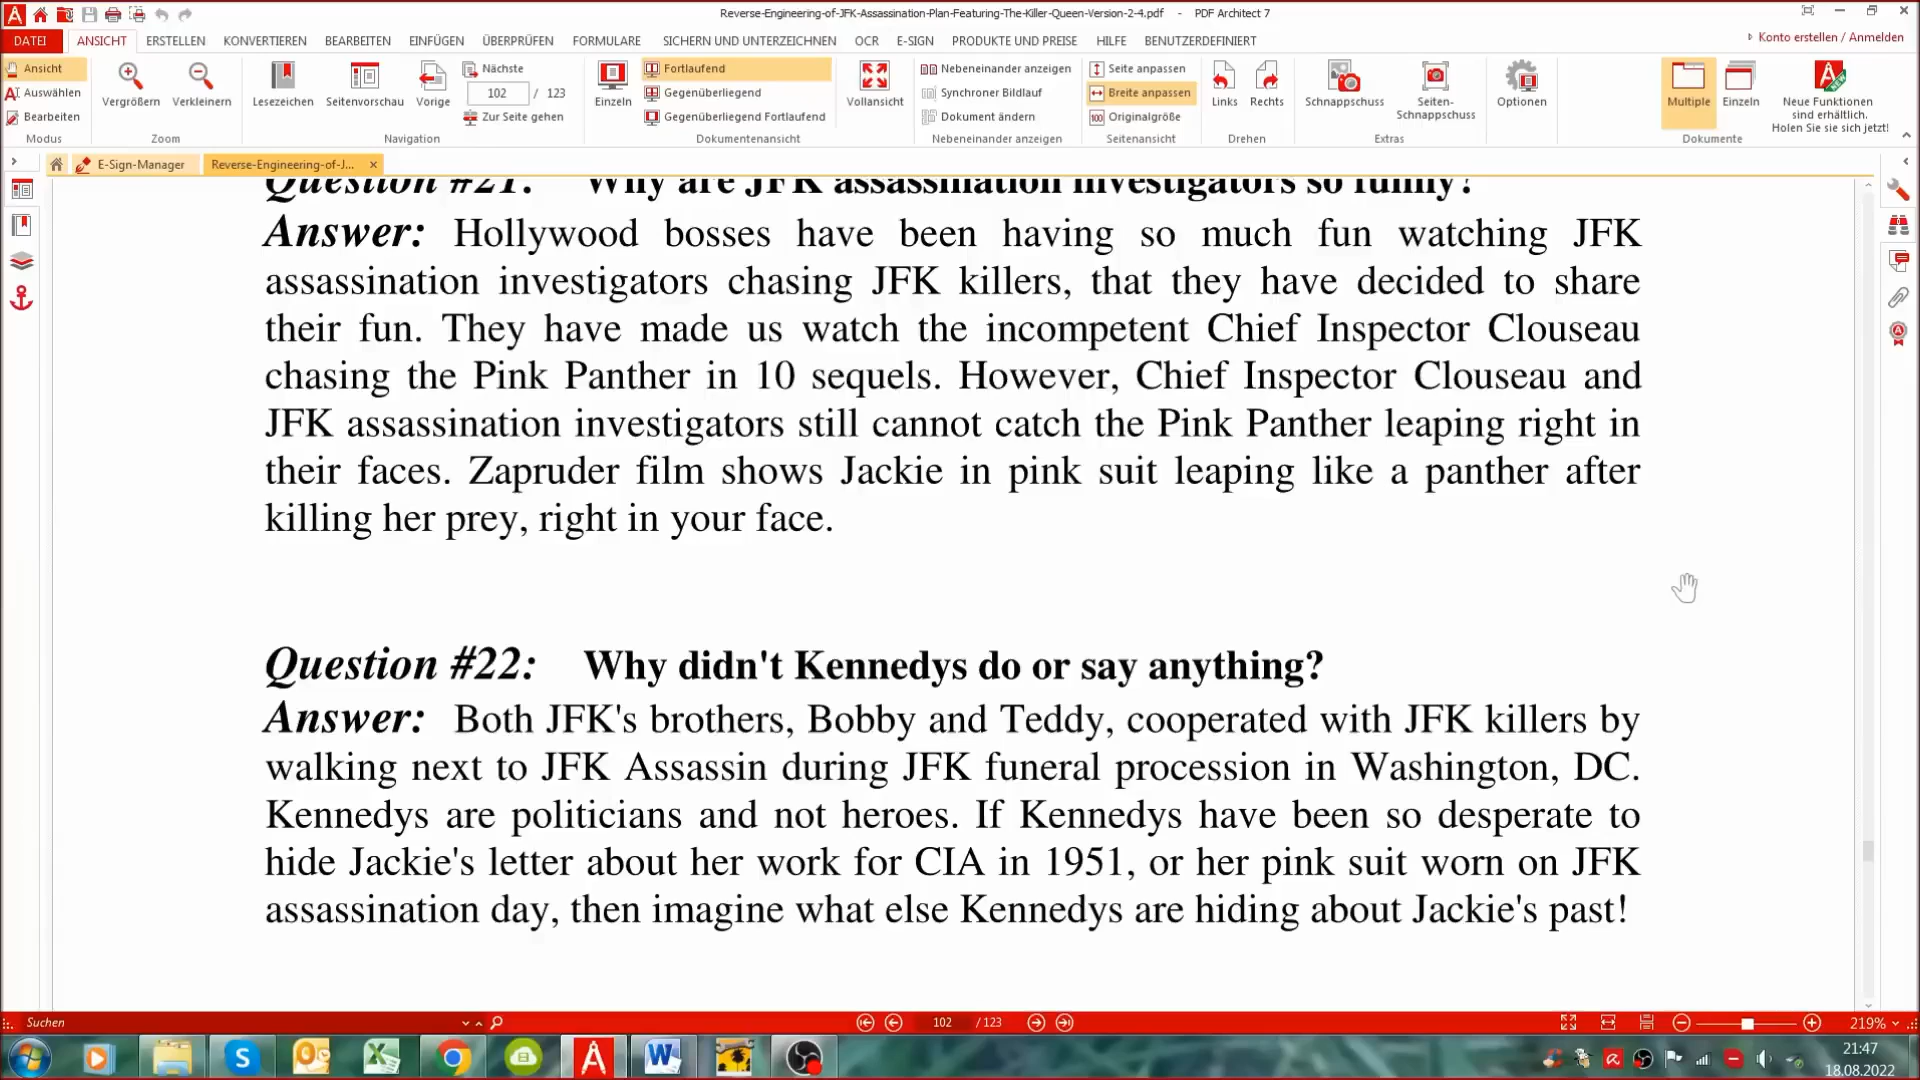 Reverse-Engineering-of-JFK-Assassination-Plan-Featuring-The-Killer-Queen-Version-2-4.pdf - PDF Architect 7
DATEI ANSICHT ERSTELLEN KONVERTIEREN BEARBEITEN EINFÜGEN ÜBERPRÜFEN FORMULARE SICHERN UND UNTERZEICHNEN OCR E-SIGN PRODUKTE UND PREISE HILFE BENUTZERDEFINIERT Konto erstellen / Anmelden
Ansicht Nächste Fortlaufend Nebeneinander anzeigen Seite anpassen
Auswählen 102 / 123 Gegenüberliegend Synchroner Bildlauf Breite anpassen
Vergrößern Verkleinern Lesezeichen Seitenvorschau Vorige Einzeln Vollansicht Links Rechts Schnappschuss Seiten-Schnappschuss Optionen Multiple Einzeln Neue Funktionen sind erhältlich. Holen Sie sie sich jetzt!
Bearbeiten Zur Seite gehen Gegenüberliegend Fortlaufend Dokument ändern Originalgröße
Modus Zoom Navigation Dokumentenansicht Nebeneinander anzeigen Seitenansicht Drehen Extras Dokumente
E-Sign-Manager Reverse-Engineering-of-J...
Question #21: Why are JFK assassination investigators so funny?
Answer: Hollywood bosses have been having so much fun watching JFK
assassination investigators chasing JFK killers, that they have decided to share
their fun. They have made us watch the incompetent Chief Inspector Clouseau
chasing the Pink Panther in 10 sequels. However, Chief Inspector Clouseau and
JFK assassination investigators still cannot catch the Pink Panther leaping right in
their faces. Zapruder film shows Jackie in pink suit leaping like a panther after
killing her prey, right in your face.
Question #22: Why didn't Kennedys do or say anything?
Answer: Both JFK's brothers, Bobby and Teddy, cooperated with JFK killers by
walking next to JFK Assassin during JFK funeral procession in Washington, DC.
Kennedys are politicians and not heroes. If Kennedys have been so desperate to
hide Jackie's letter about her work for CIA in 1951, or her pink suit worn on JFK
assassination day, then imagine what else Kennedys are hiding about Jackie's past!
Suchen 102 / 123 219%
21:47
18.08.2022